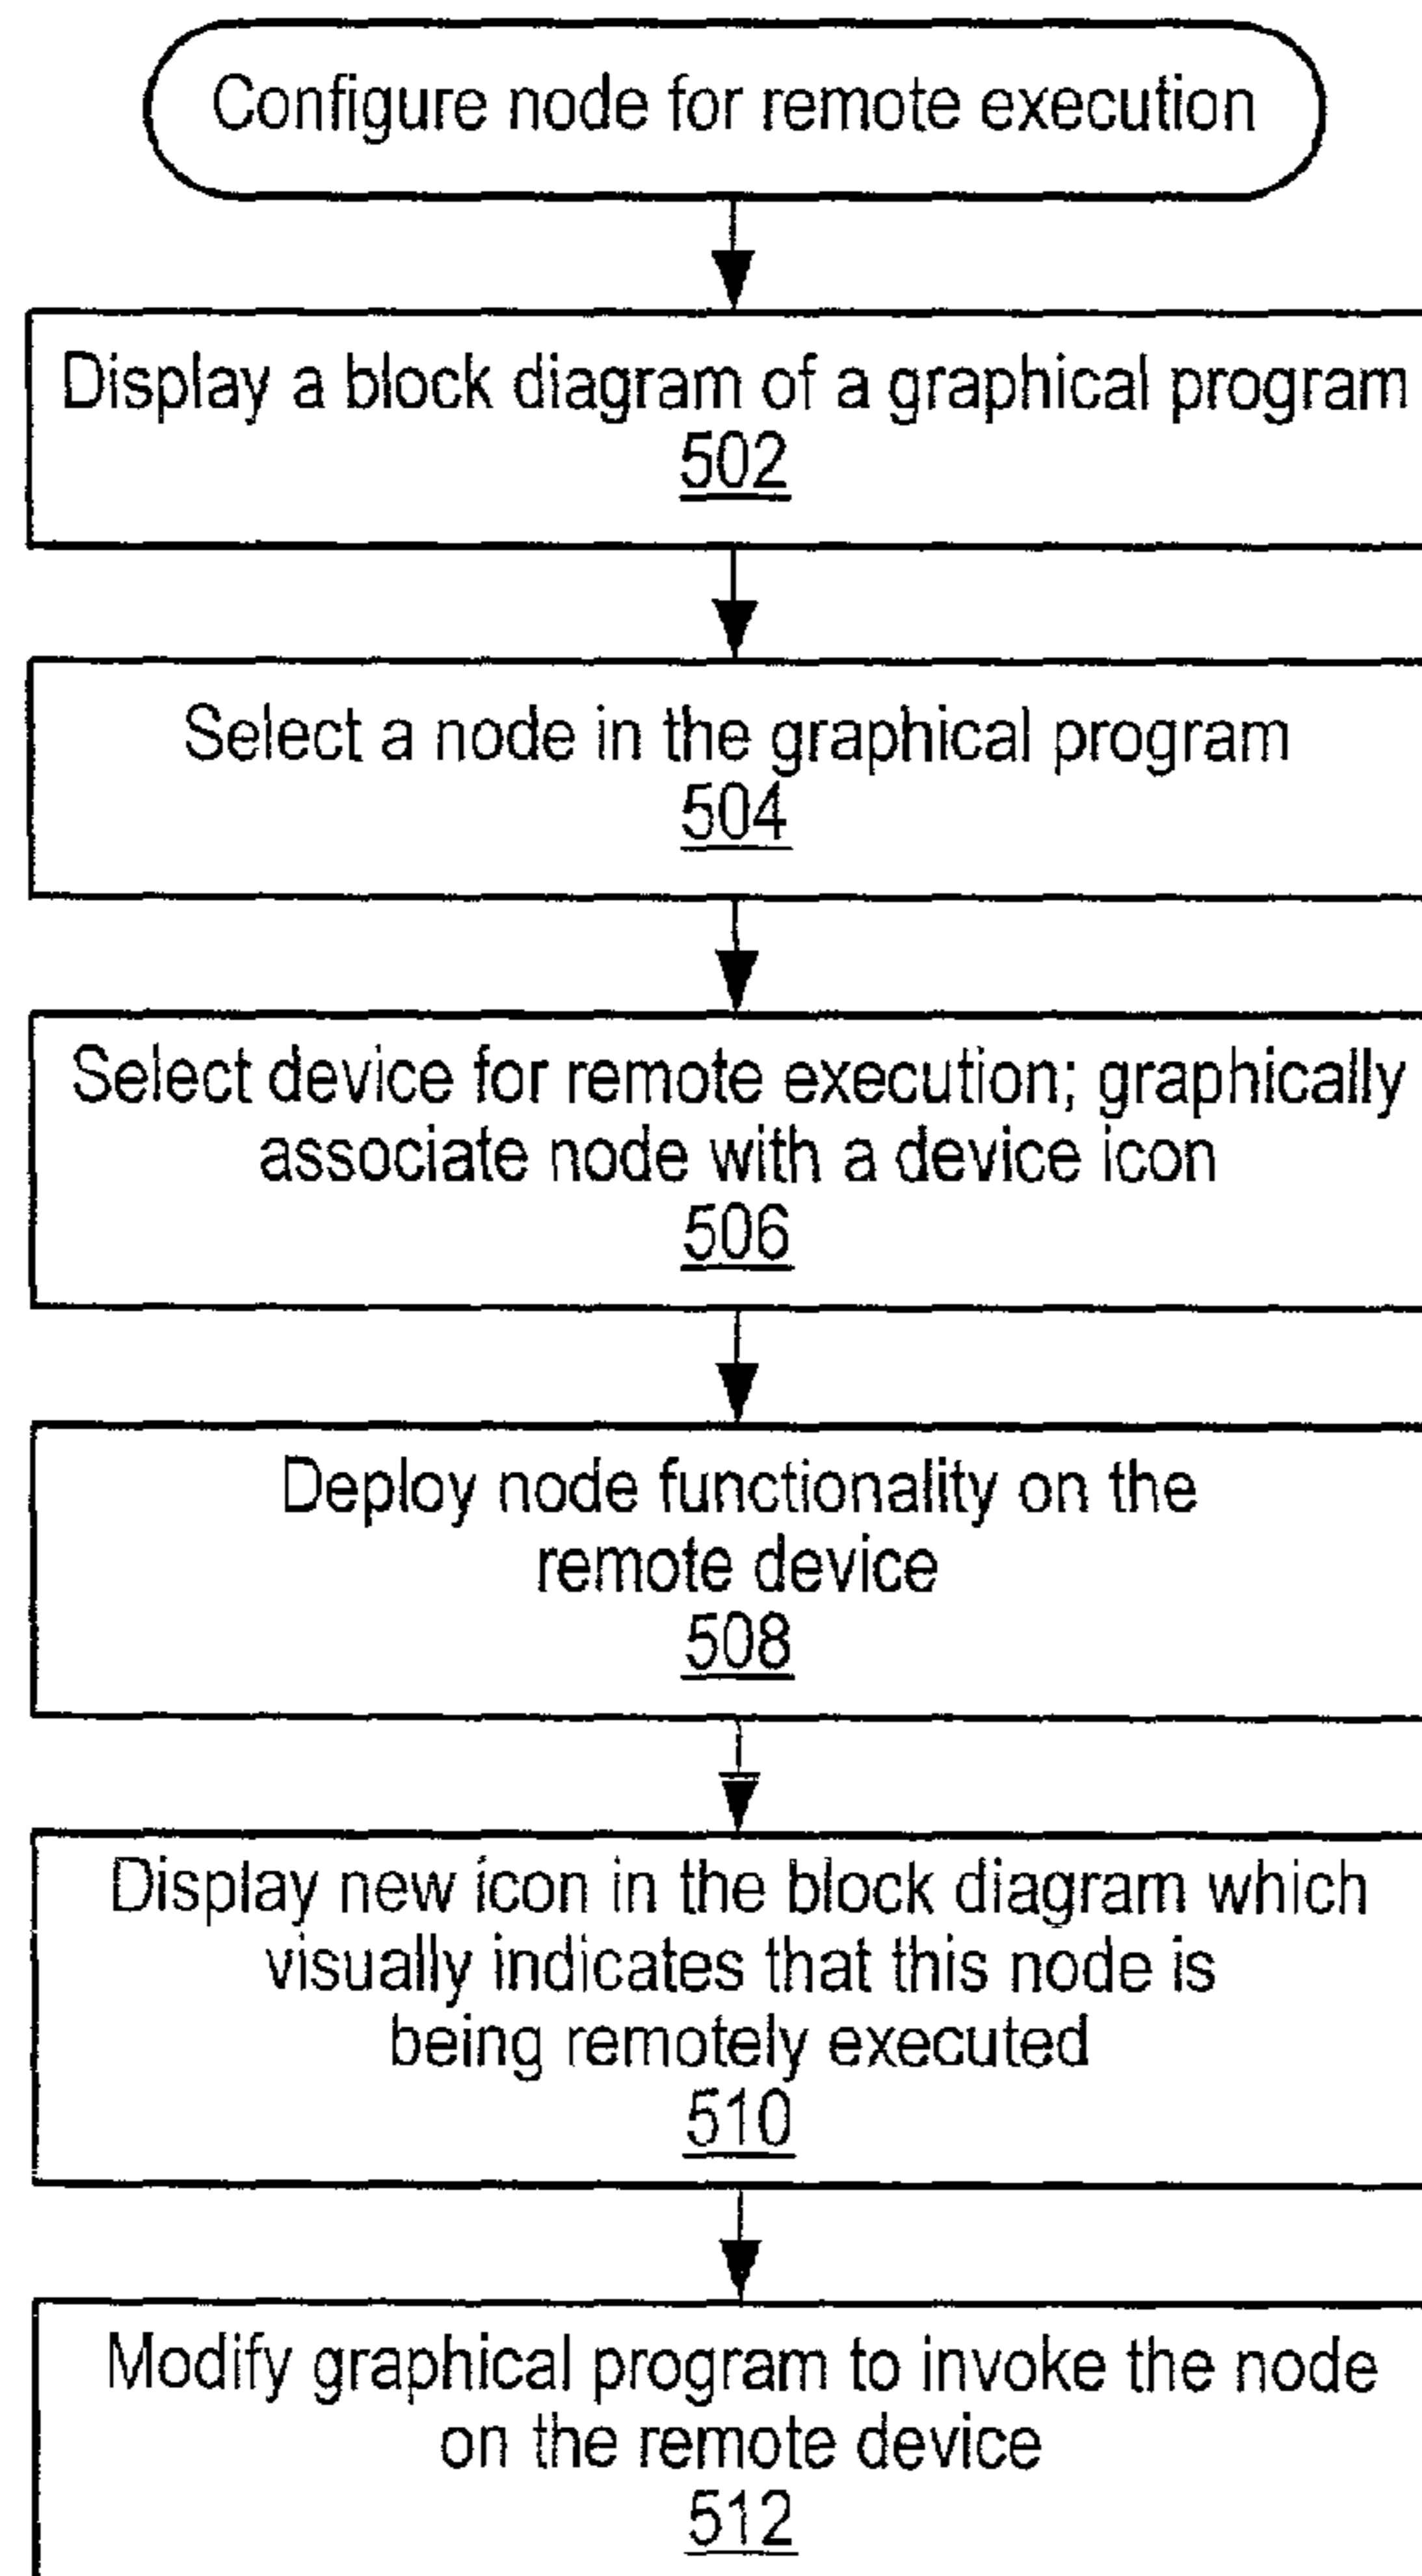 Configure node for remote execution
Display a block diagram of a graphical program
502
Select a node in the graphical program
504
Select device for remote execution; graphically
associate node with a device icon
506
Deploy node functionality on the
remote device
508
Display new icon in the block diagram which
visually indicates that this node is
being remotely executed
510
Modify graphical program to invoke the node
on the remote device
512